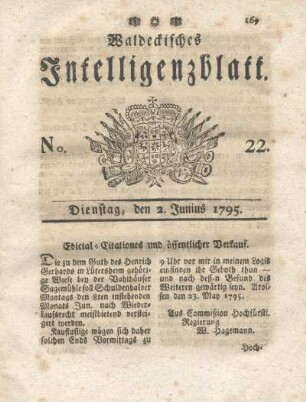 169
Waldeckisches
Intelligenzblatt.
No. 22.
Dienstag, den 2. Junius 1795.
Edictal-Citationes und öffentlicher Verkauf.
Die zu dem Guth des Henrich
Gerhards in Lütersheim gehöri-
ge Wiese bey der Vahlhäuser
Sagemühle soll Schuldenhalber
Montags den 8ten instehenden
Monats Jun. nach Wieder-
kaufsrecht meistbietend verstei-
gert werden.
Kauflustige mögen sich daher
solchen Ends Vormittags zu
9 Uhr vor mir in meinem Logis
einfinden ihr Geboth thun —
und nach dessen Befund des
Weiteren gewärtig seyn. Arol-
sen den 23. May 1795.
Aus Commission Hochfürstl.
Regierung
W. Hagemann.
Hoch-